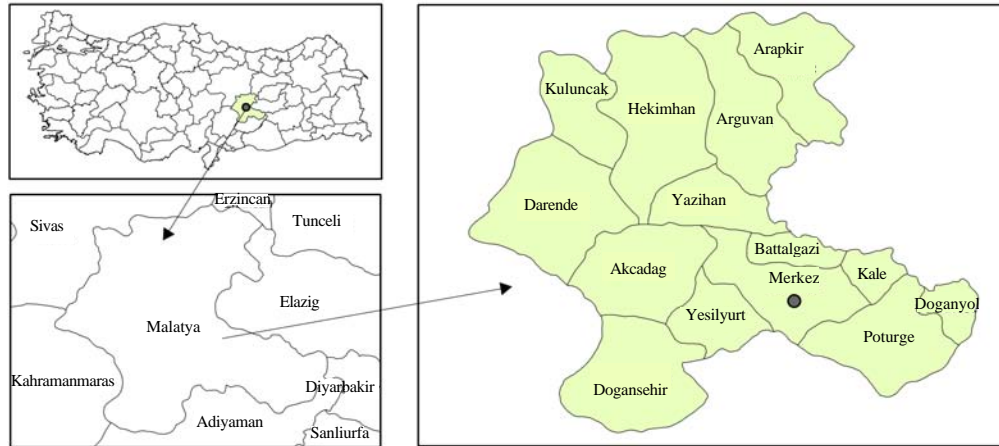 Erzincan
Sivas
Tunceli
Elazig
Malatya
Kahramanmaras
Diyarbakir
Adiyaman
Sanliurfa
Arapkir
Kuluncak
Hekimhan
Arguvan
Darende
Yazihan
Battalgazi
Akcadag
Merkez
Kale
Doganyol
Yesilyurt
Poturge
Dogansehir